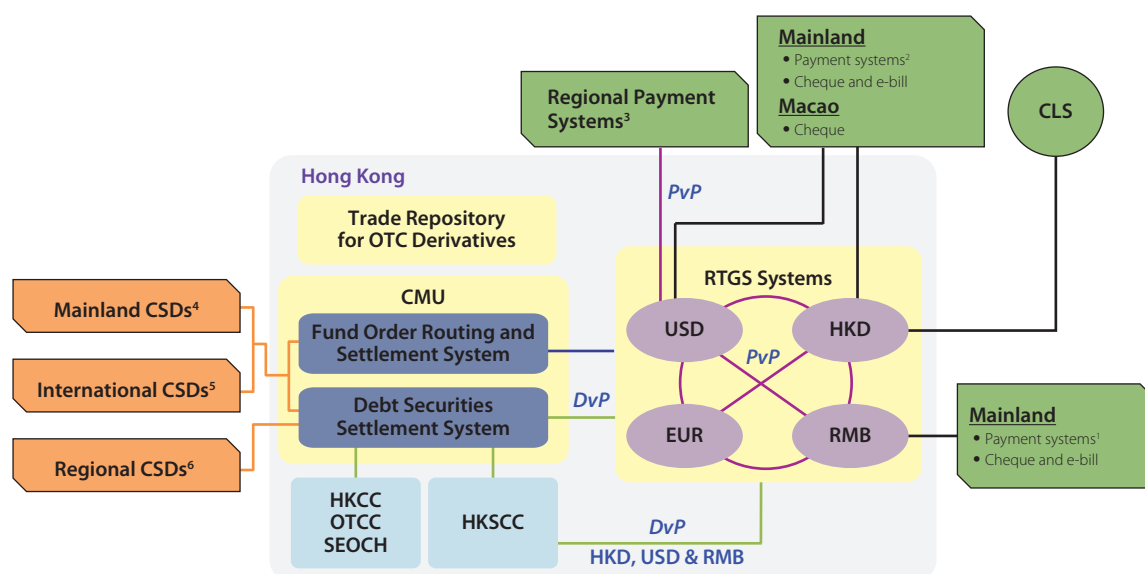 Mainland
• Payment systems²
• Cheque and e-bill
Macao
• Cheque
Regional Payment
Systems³
CLS
Hong Kong
PvP
Trade Repository
for OTC Derivatives
RTGS Systems
CMU
Mainland CSDs⁴
Fund Order Routing and
Settlement System
USD
HKD
PvP
International CSDs⁵
Debt Securities
Settlement System
DvP
EUR
RMB
Mainland
• Payment systems¹
• Cheque and e-bill
Regional CSDs⁶
HKCC
OTCC
SEOCH
HKSCC
DvP
HKD, USD & RMB